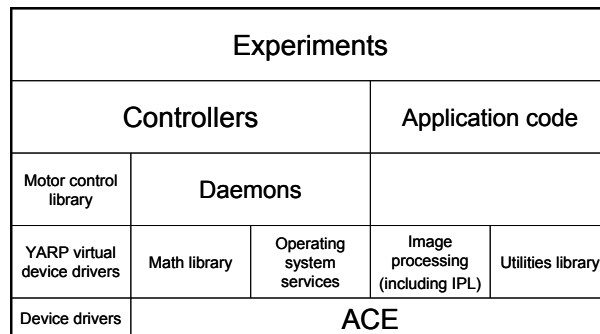 Experiments
Controllers
Application code
Motor control
library
Daemons
YARP virtual
device drivers
Math library
Operating
system
services
Image
processing
(including IPL)
Utilities library
Device drivers
ACE